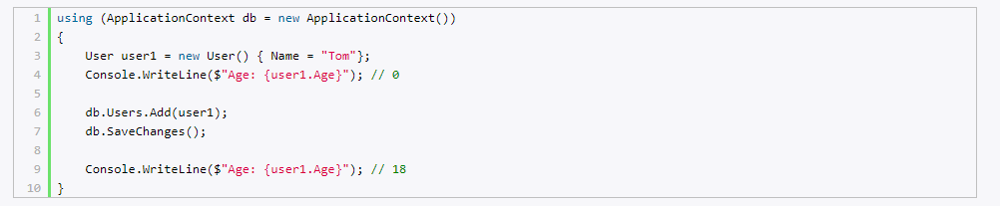 1 using (ApplicationContext db = new ApplicationContext())
2 {
3     User user1 = new User() { Name = "Tom"};
4     Console.WriteLine($"Age: {user1.Age}"); // 0
5
6     db.Users.Add(user1);
7     db.SaveChanges();
8
9     Console.WriteLine($"Age: {user1.Age}"); // 18
10 }